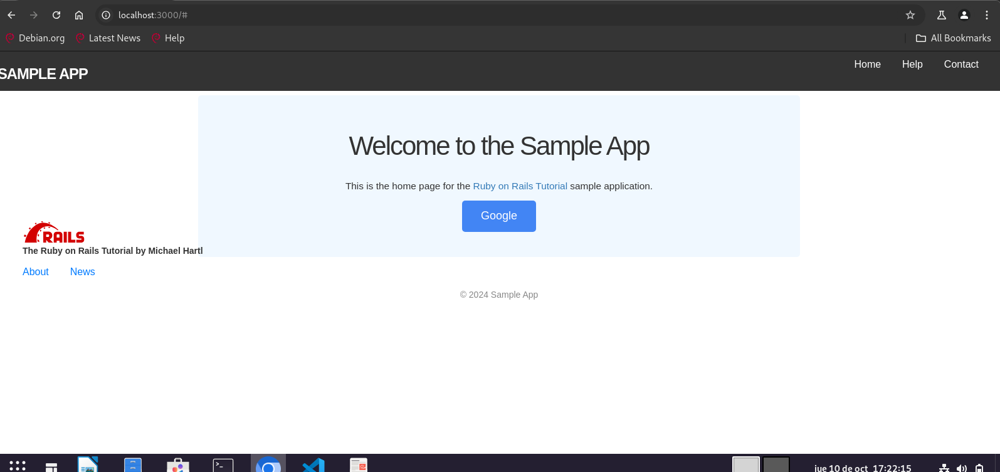 localhost:3000/#
Debian.org Latest News Help All Bookmarks
SAMPLE APP
Home Help Contact
Welcome to the Sample App
This is the home page for the Ruby on Rails Tutorial sample application.
Google
RAILS
The Ruby on Rails Tutorial by Michael Hartl
About News
© 2024 Sample App
jue 10 de oct 17:22:15